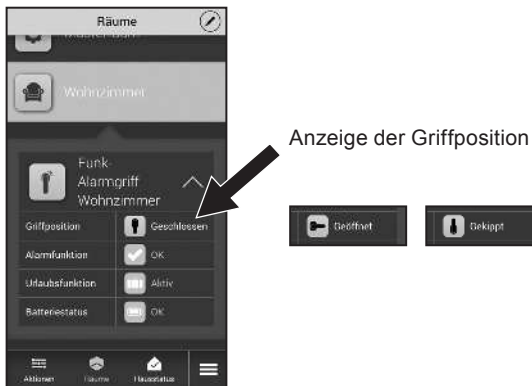 Räume
Wohnzimmer
Funk-
Alarmgriff
Wohnzimmer
Griffposition
Geschlossen
Alarmfunktion
OK
Urlaubsfunktion
Aktiv
Batteriestatus
OK
Aktionen
Räume
Hausstatus
Anzeige der Griffposition
Geöffnet
Gekippt